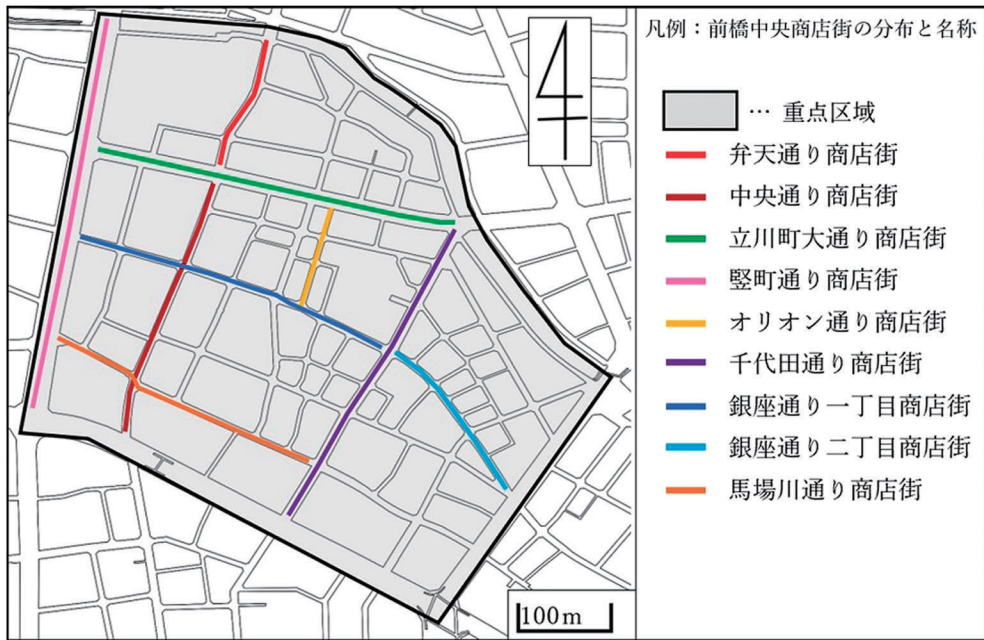 凡例：前橋中央商店街の分布と名称
… 重点区域
弁天通り商店街
中央通り商店街
立川町大通り商店街
竪町通り商店街
オリオン通り商店街
千代田通り商店街
銀座通り一丁目商店街
銀座通り二丁目商店街
馬場川通り商店街
100m